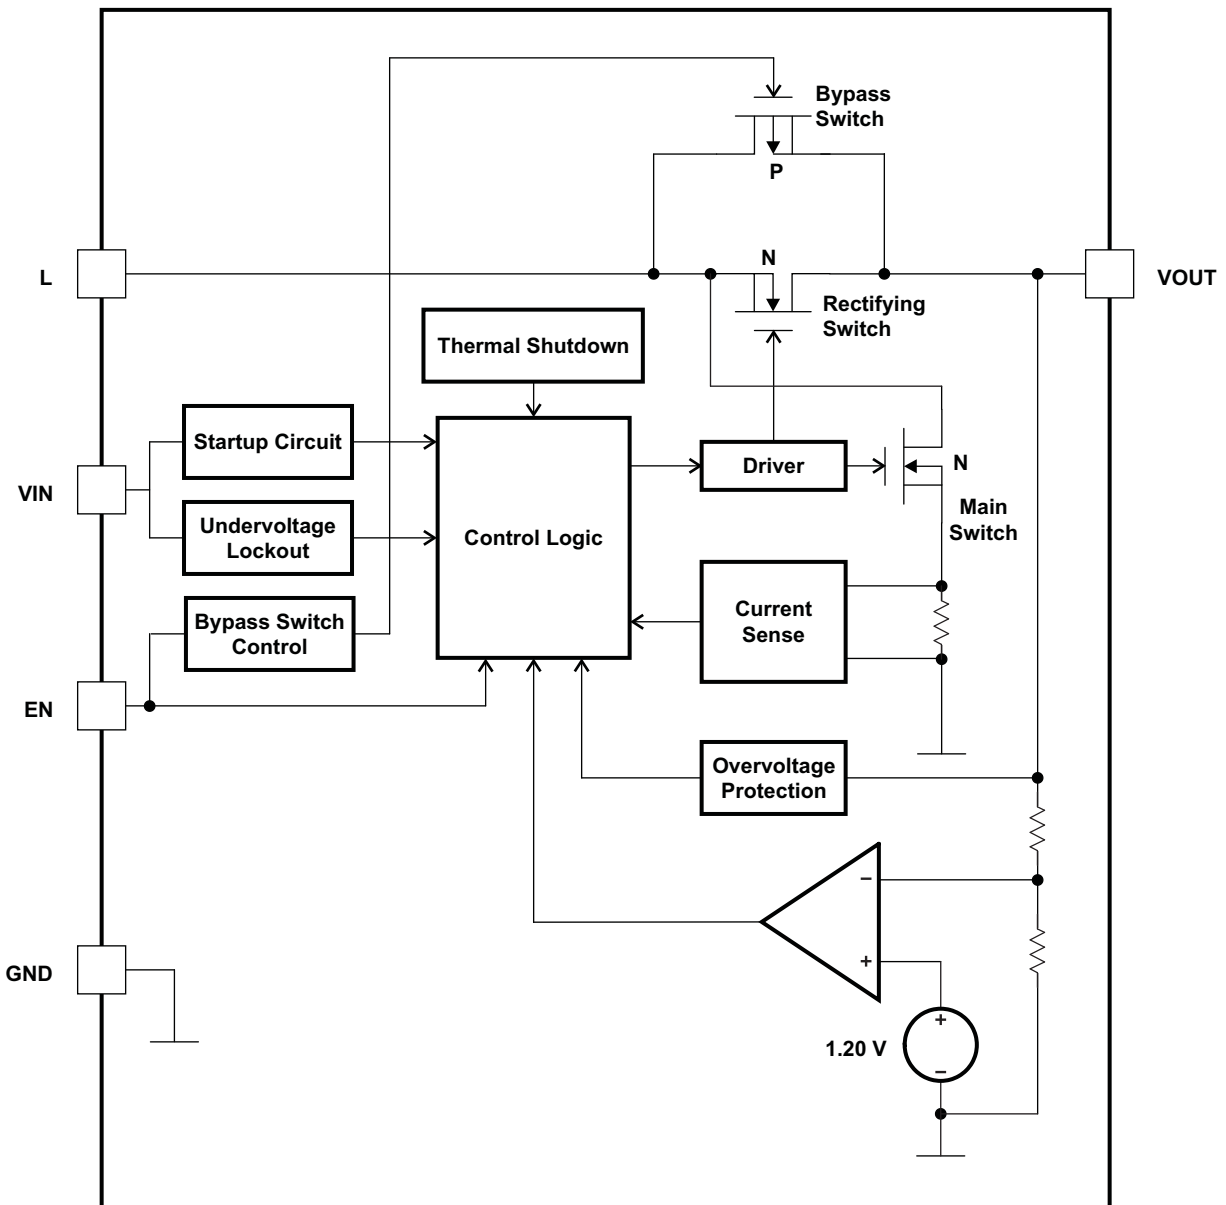 Bypass
Switch
P
L
N
VOUT
Rectifying
Switch
Thermal Shutdown
Startup Circuit
Driver
N
VIN
Main
Switch
Undervoltage
Lockout
Control Logic
Bypass Switch
Control
Current
Sense
EN
Overvoltage
Protection
−
+
GND
1.20 V
+
−